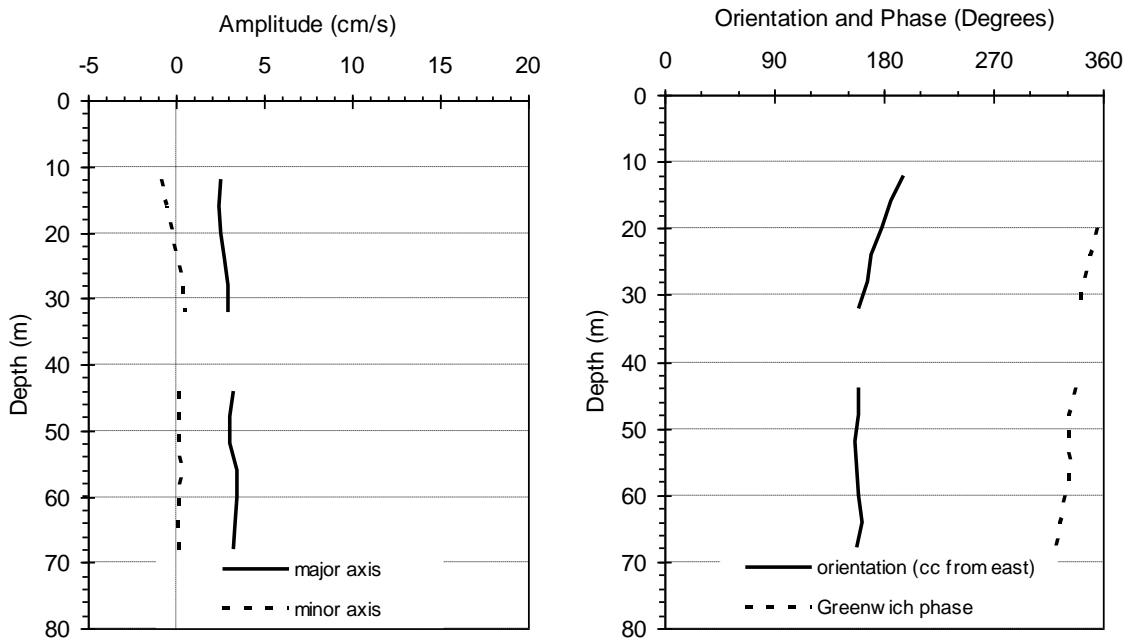 Amplitude (cm/s)
-5 0 5 10 15 20
0
10
20
30
40
50
60
70
80
Depth (m)
major axis
minor axis
Orientation and Phase (Degrees)
0 90 180 270 360
0
10
20
30
40
50
60
70
80
Depth (m)
orientation (cc from east)
Greenwich phase